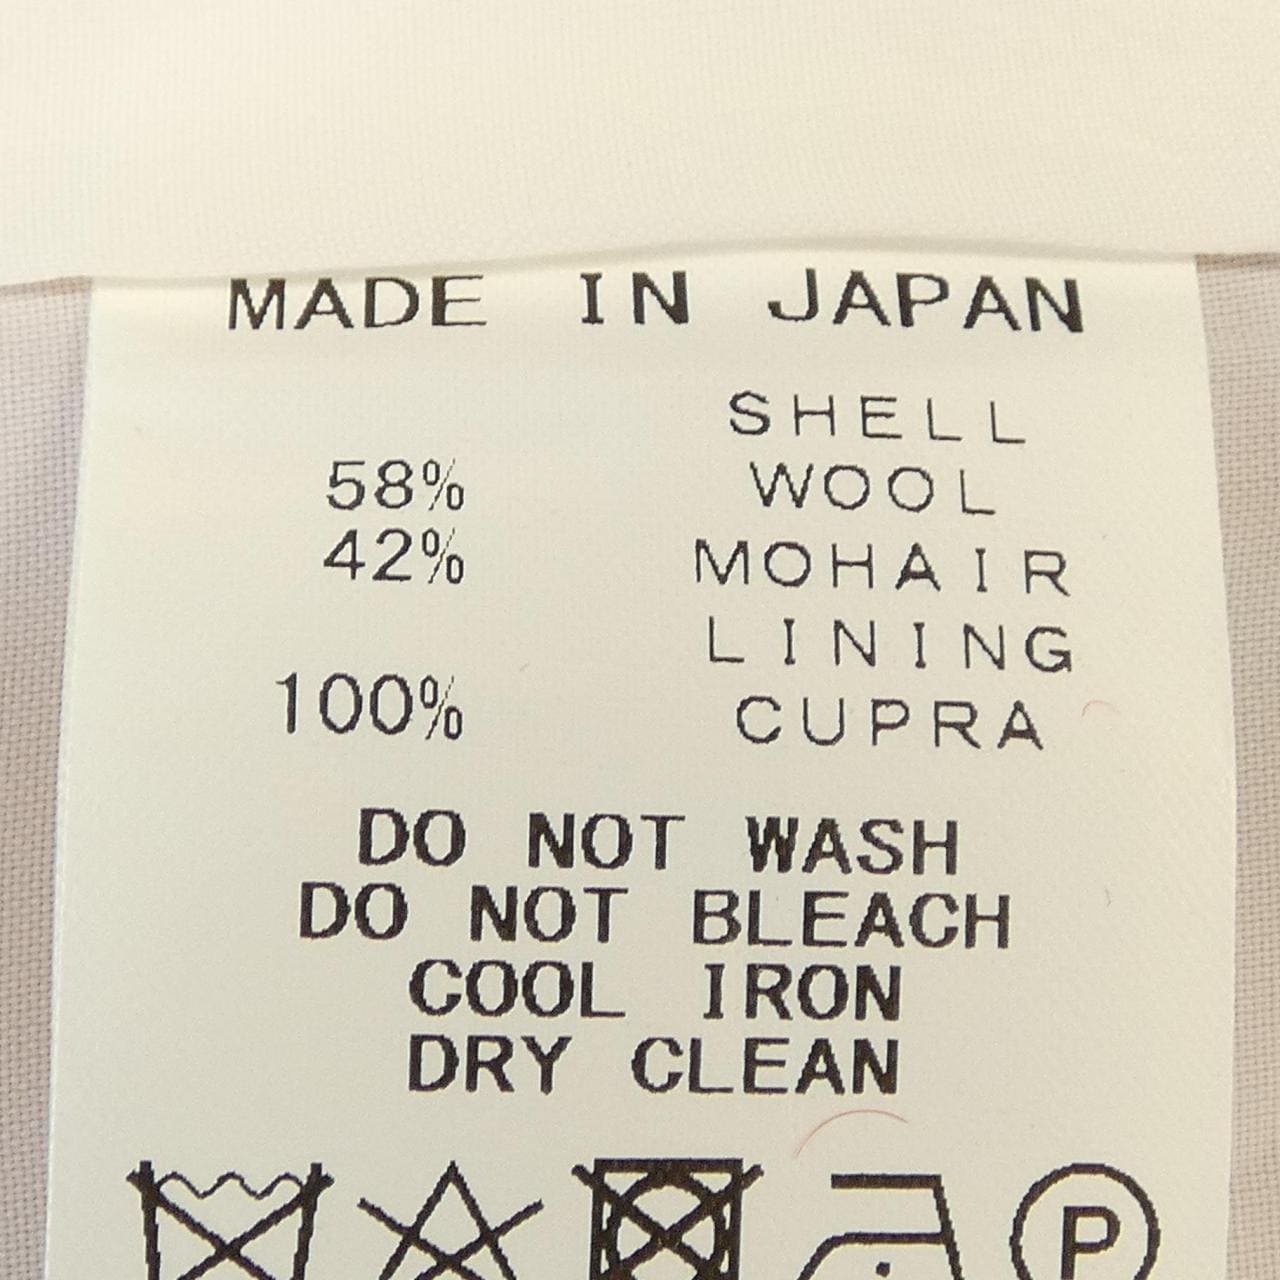 MADE IN JAPAN
SHELL
58% WOOL
42% MOHAIR
LINING
100% CUPRA
DO NOT WASH
DO NOT BLEACH
COOL IRON
DRY CLEAN
P